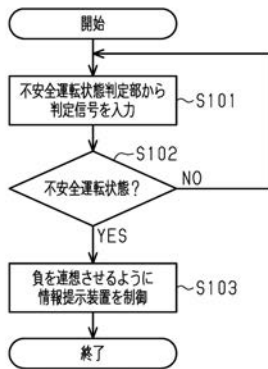 開始
不安全運転状態判定部から
判定信号を入力
S101
S102
不安全運転状態？
NO
YES
負を連想させるように
情報提示装置を制御
S103
終了